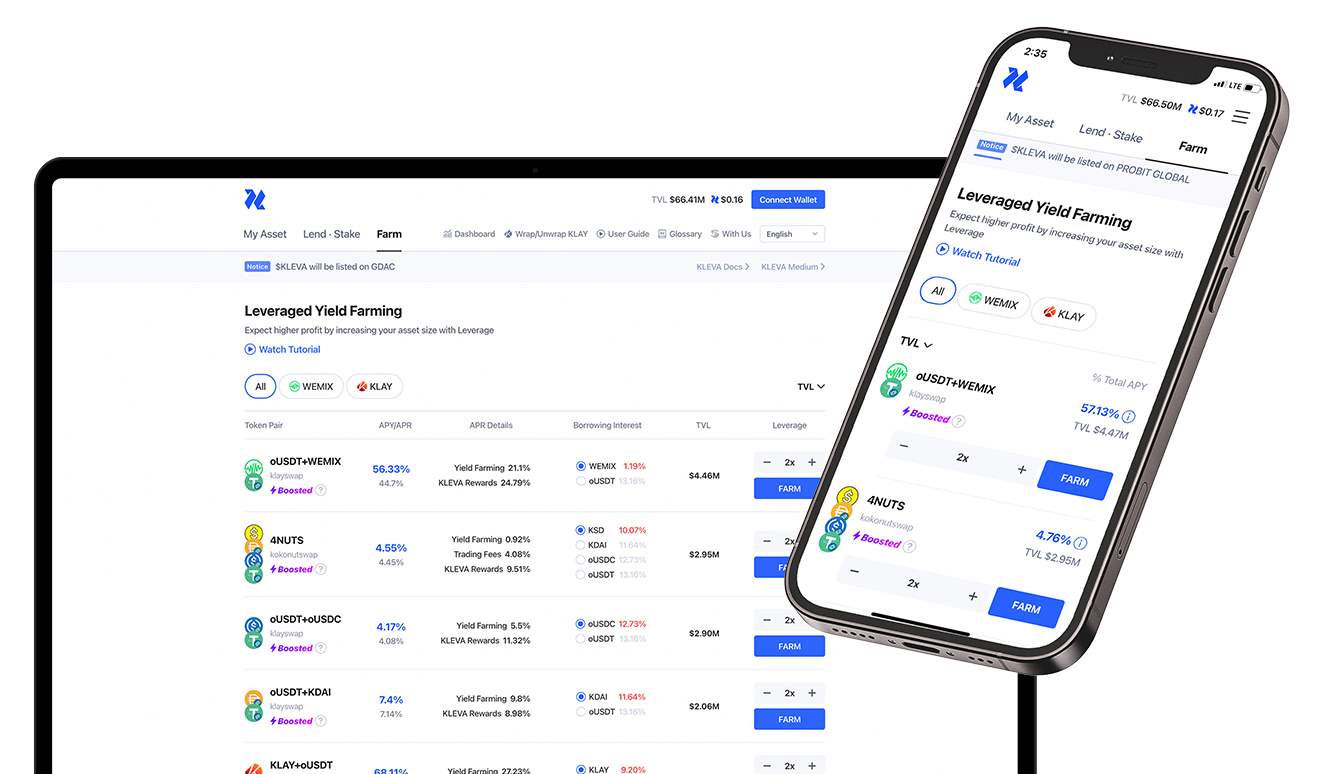 TVL $66.41M $0.16 Connect Wallet
My Asset Lend · Stake Farm Dashboard Wrap/Unwrap KLAY User Guide Glossary With Us English
Notice $KLEVA will be listed on GDAC KLEVA Docs KLEVA Medium
Leveraged Yield Farming
Expect higher profit by increasing your asset size with Leverage
Watch Tutorial
All WEMIX KLAY TVL
Token Pair APY/APR APR Details Borrowing Interest TVL Leverage
oUSDT+WEMIX
klayswap
Boosted ?
56.33%
44.7%
Yield Farming 21.1%
KLEVA Rewards 24.79%
WEMIX 1.19%
oUSDT 13.16%
$4.46M
− 2x +
FARM
4NUTS
kokonutswap
Boosted ?
4.55%
4.45%
Yield Farming 0.92%
Trading Fees 4.08%
KLEVA Rewards 9.51%
KSD 10.07%
KDAI 11.64%
oUSDC 12.73%
oUSDT 13.16%
$2.95M
− 2x
FA
oUSDT+oUSDC
klayswap
Boosted ?
4.17%
4.08%
Yield Farming 5.5%
KLEVA Rewards 11.32%
oUSDC 12.73%
oUSDT 13.16%
$2.90M
− 2x +
FARM
oUSDT+KDAI
klayswap
Boosted ?
7.4%
7.14%
Yield Farming 9.8%
KLEVA Rewards 8.98%
KDAI 11.64%
oUSDT 13.16%
$2.06M
− 2x +
FARM
KLAY+oUSDT
68.11%
Yield Farming 27.23%
KLAY 9.20%
− 2x +
2:35 LTE
TVL $66.50M $0.17
My Asset Lend · Stake Farm
Notice $KLEVA will be listed on PROBIT GLOBAL
Leveraged Yield Farming
Expect higher profit by increasing your asset size with
Leverage
Watch Tutorial
All WEMIX KLAY
TVL
% Total APY
oUSDT+WEMIX
klayswap
Boosted ?
57.13%
TVL $4.47M
− 2x +
FARM
4NUTS
kokonutswap
Boosted ?
4.76%
TVL $2.95M
− 2x +
FARM